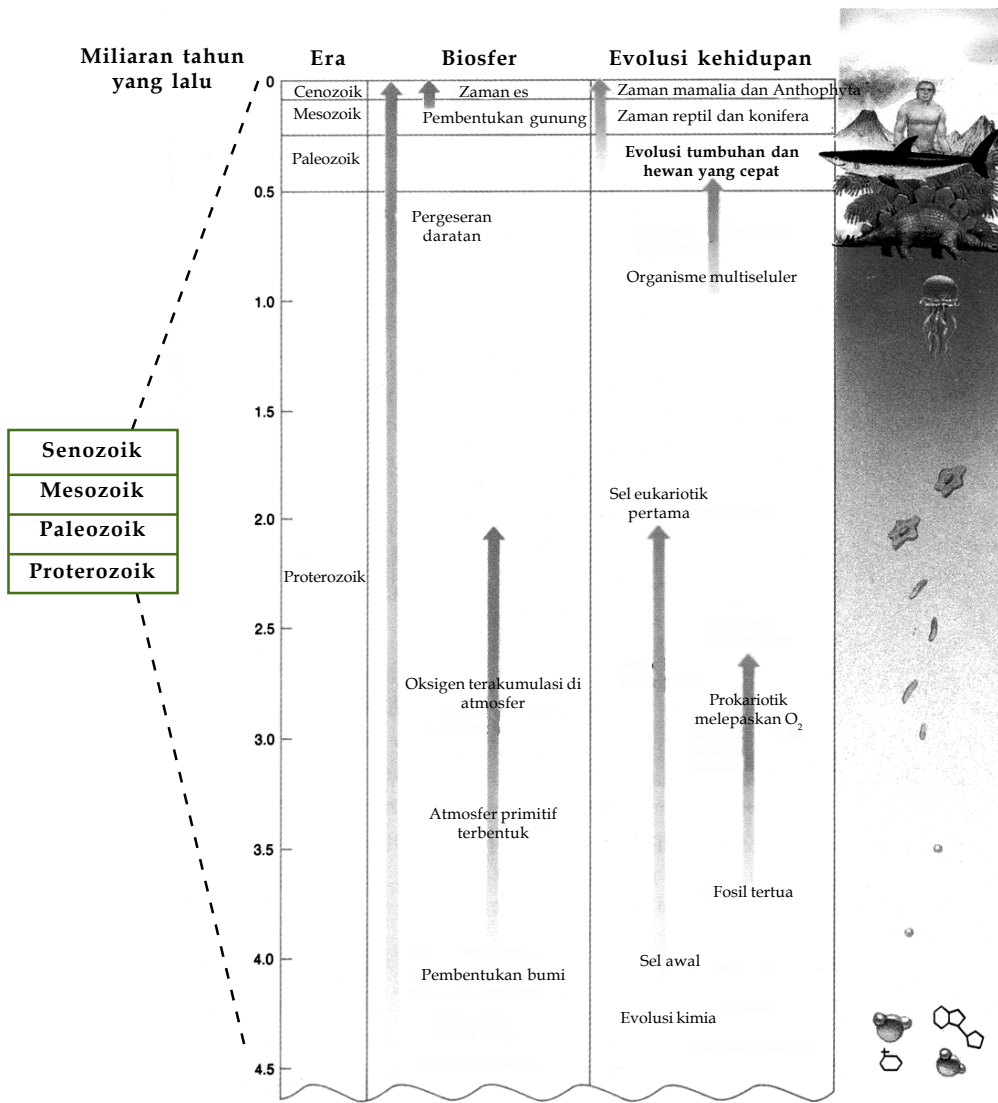 Miliaran tahun
yang lalu
Era
Biosfer
Evolusi kehidupan
0
Cenozoik
Zaman es
Zaman mamalia dan Anthophyta
Mesozoik
Pembentukan gunung
Zaman reptil dan konifera
Paleozoik
Evolusi tumbuhan dan
hewan yang cepat
0.5
Pergeseran
daratan
Organisme multiseluler
1.0
1.5
Senozoik
Mesozoik
Paleozoik
Proterozoik
Sel eukariotik
pertama
2.0
Proterozoik
2.5
Oksigen terakumulasi di
atmosfer
Prokariotik
melepaskan O₂
3.0
Atmosfer primitif
terbentuk
3.5
Fosil tertua
4.0
Pembentukan bumi
Sel awal
Evolusi kimia
4.5